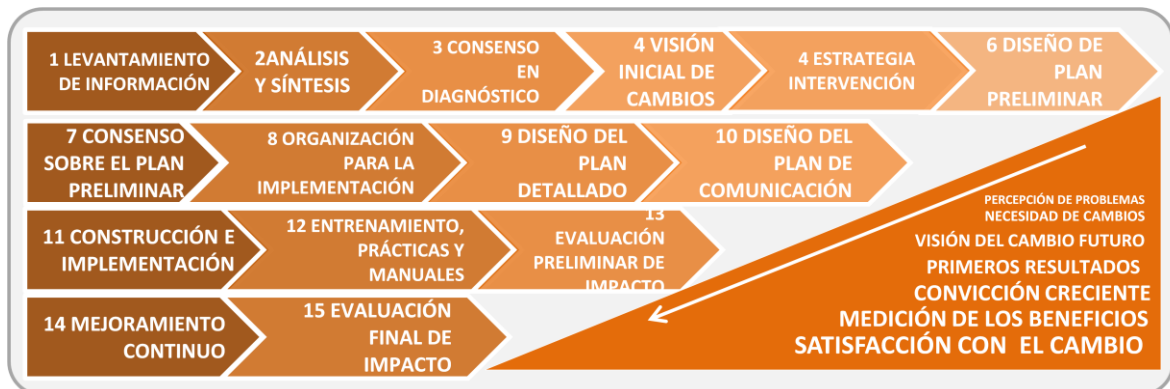 1 LEVANTAMIENTO
DE INFORMACIÓN
2ANÁLISIS
Y SÍNTESIS
3 CONSENSO
EN
DIAGNÓSTICO
4 VISIÓN
INICIAL DE
CAMBIOS
4 ESTRATEGIA
INTERVENCIÓN
6 DISEÑO DE
PLAN
PRELIMINAR
7 CONSENSO
SOBRE EL PLAN
PRELIMINAR
8 ORGANIZACIÓN
PARA LA
IMPLEMENTACIÓN
9 DISEÑO DEL
PLAN
DETALLADO
10 DISEÑO DEL
PLAN DE
COMUNICACIÓN
11 CONSTRUCCIÓN E
IMPLEMENTACIÓN
12 ENTRENAMIENTO,
PRÁCTICAS Y
MANUALES
13
EVALUACIÓN
PRELIMINAR DE
IMPACTO
14 MEJORAMIENTO
CONTINUO
15 EVALUACIÓN
FINAL DE
IMPACTO
PERCEPCIÓN DE PROBLEMAS
NECESIDAD DE CAMBIOS
VISIÓN DEL CAMBIO FUTURO
PRIMEROS RESULTADOS
CONVICCIÓN CRECIENTE
MEDICIÓN DE LOS BENEFICIOS
SATISFACCIÓN CON EL CAMBIO